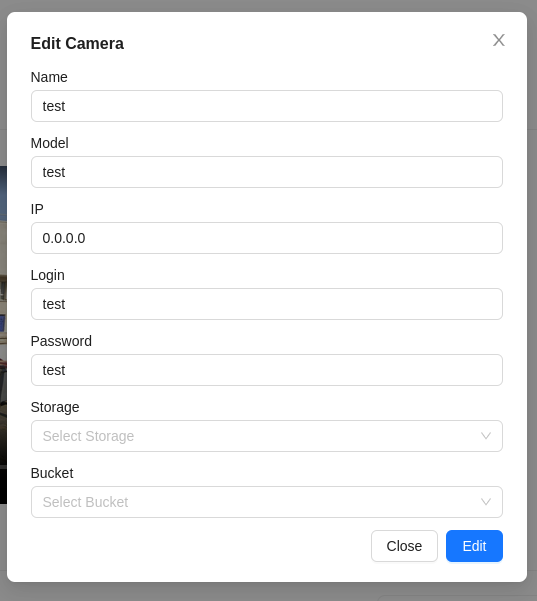 Edit Camera
Name
test
Model
test
IP
0.0.0.0
Login
test
Password
test
Storage
Select Storage
Bucket
Select Bucket
Close Edit